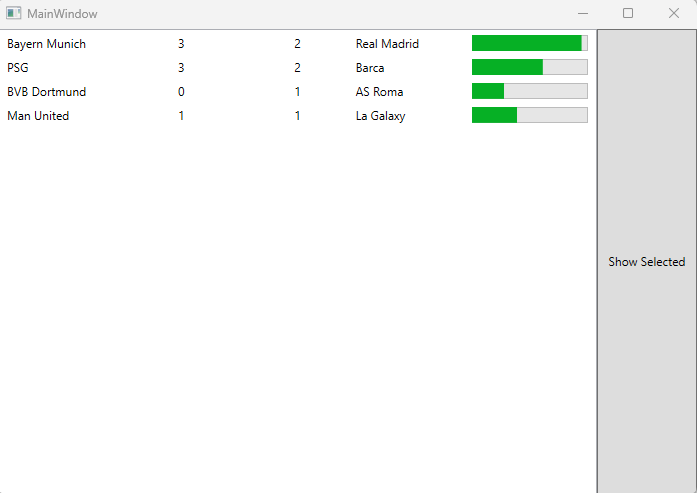 MainWindow
Bayern Munich 3 2 Real Madrid
PSG 3 2 Barca
BVB Dortmund 0 1 AS Roma
Man United 1 1 La Galaxy
Show Selected